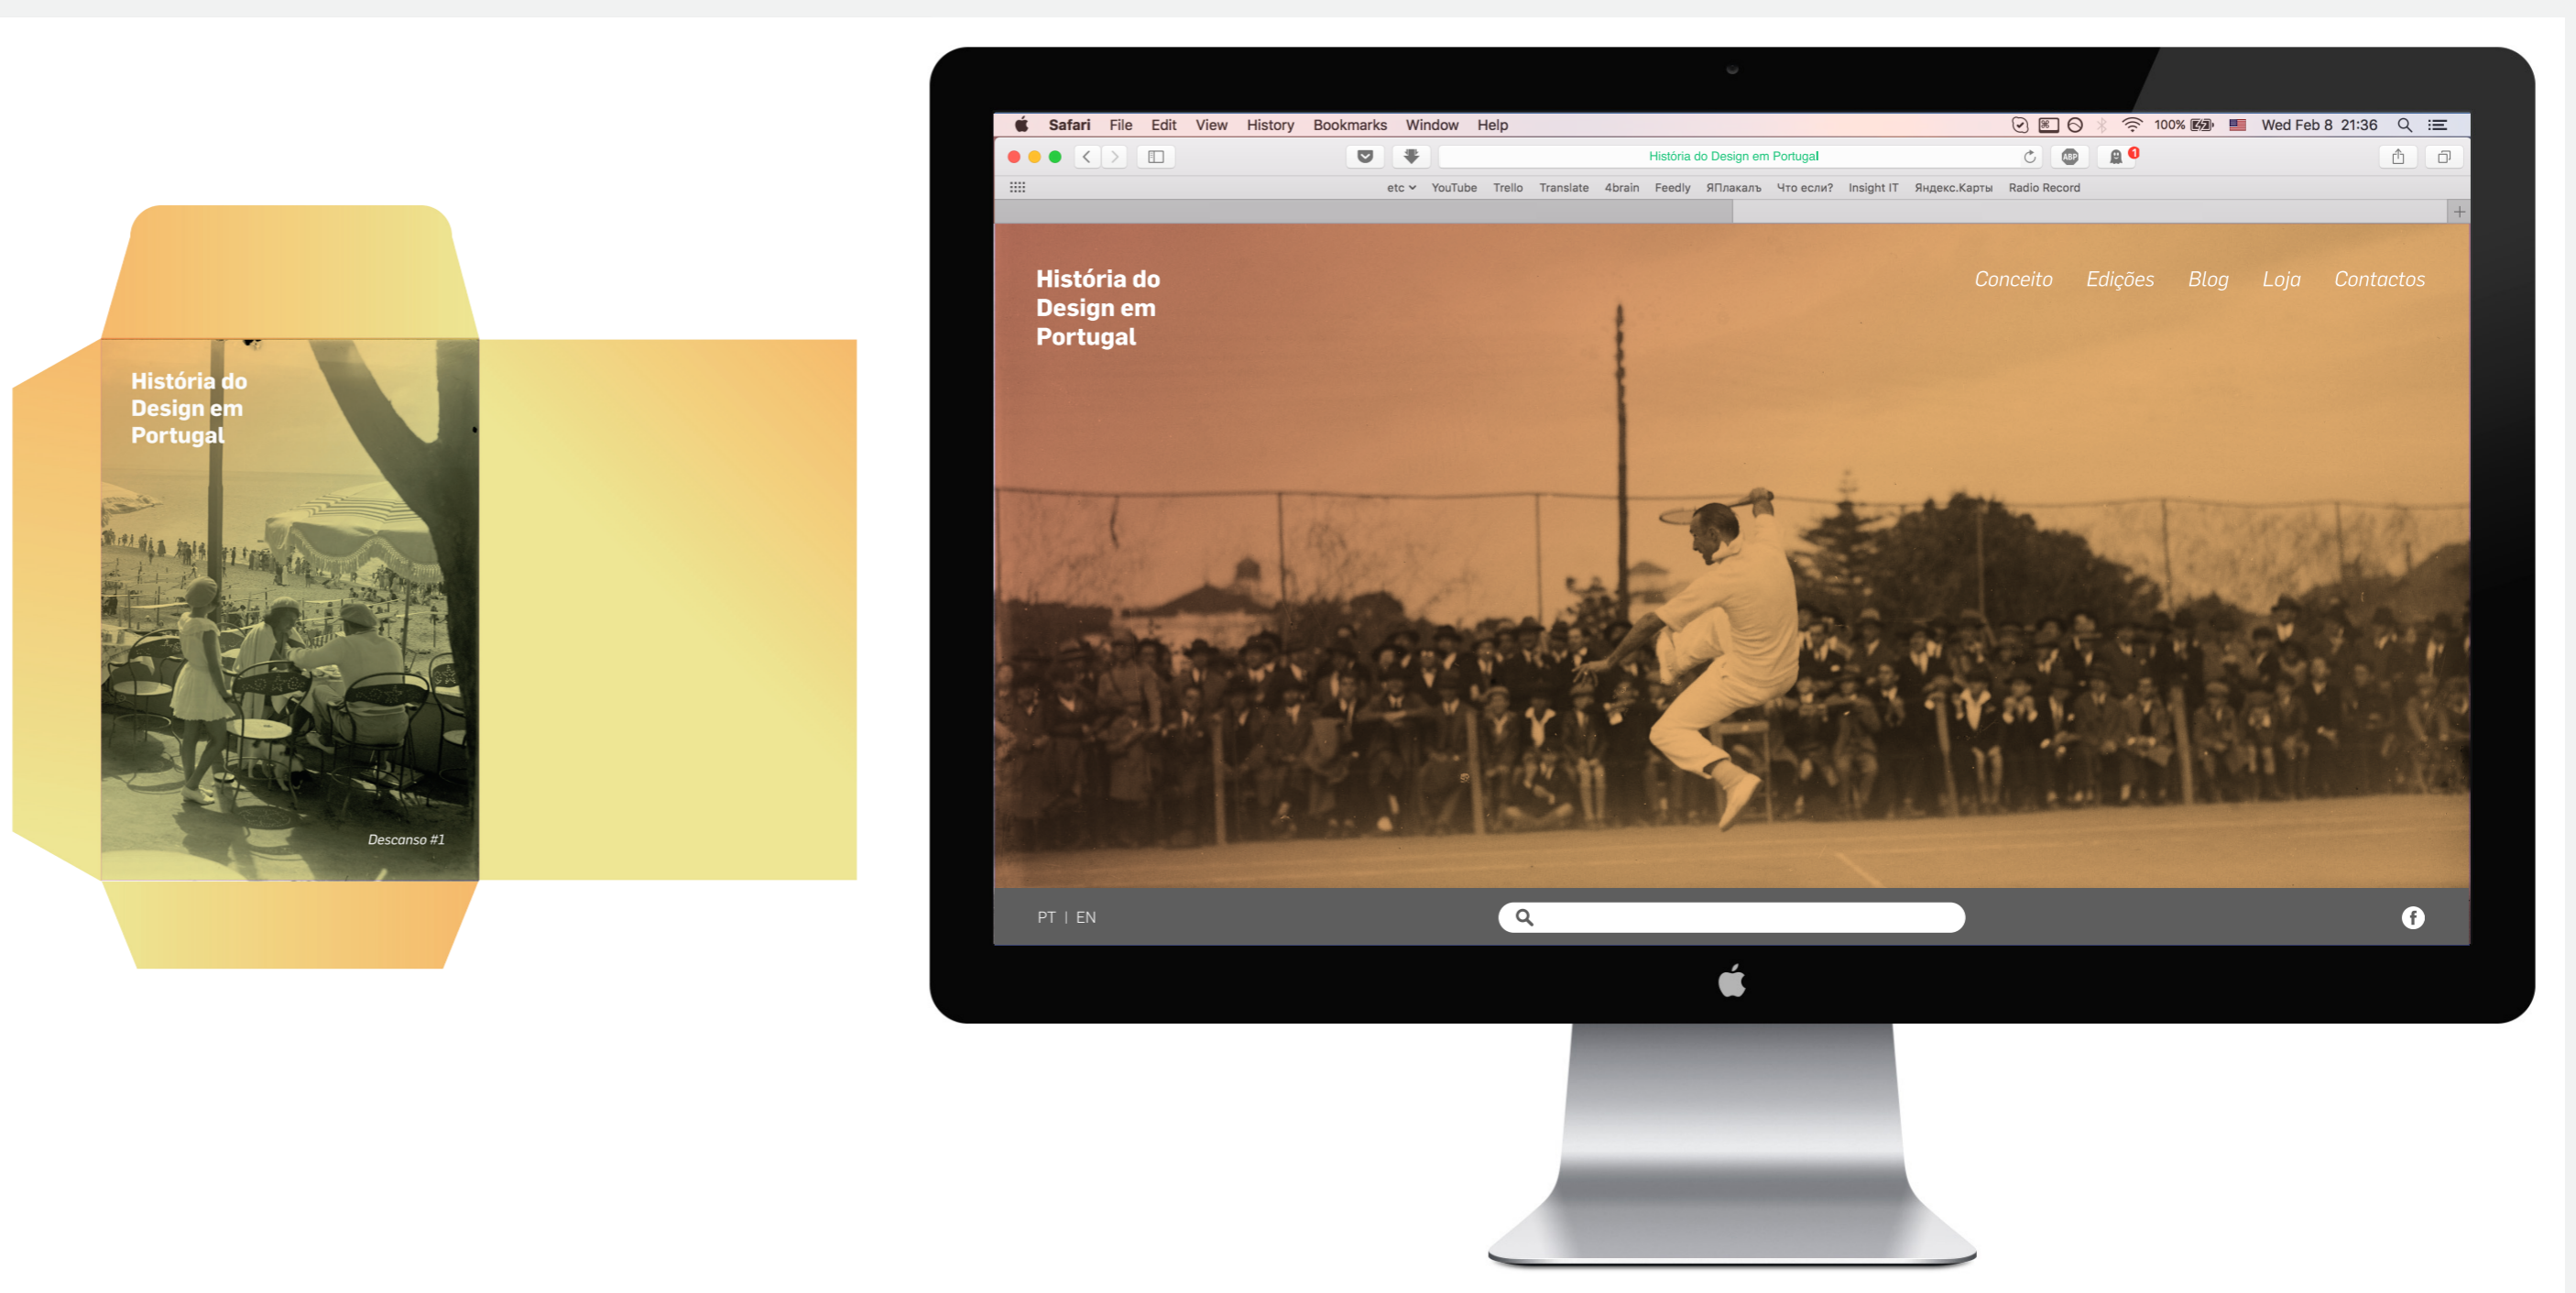 História do
Design em
Portugal
Descanso #1
Safari File Edit View History Bookmarks Window Help
100% Wed Feb 8 21:36
História do Design em Portugal
ABP
1
etc YouTube Trello Translate 4brain Feedly ЯПлакалъ Что если? Insight IT Яндекс.Карты Radio Record
História do
Design em
Portugal
Conceito Edições Blog Loja Contactos
PT | EN